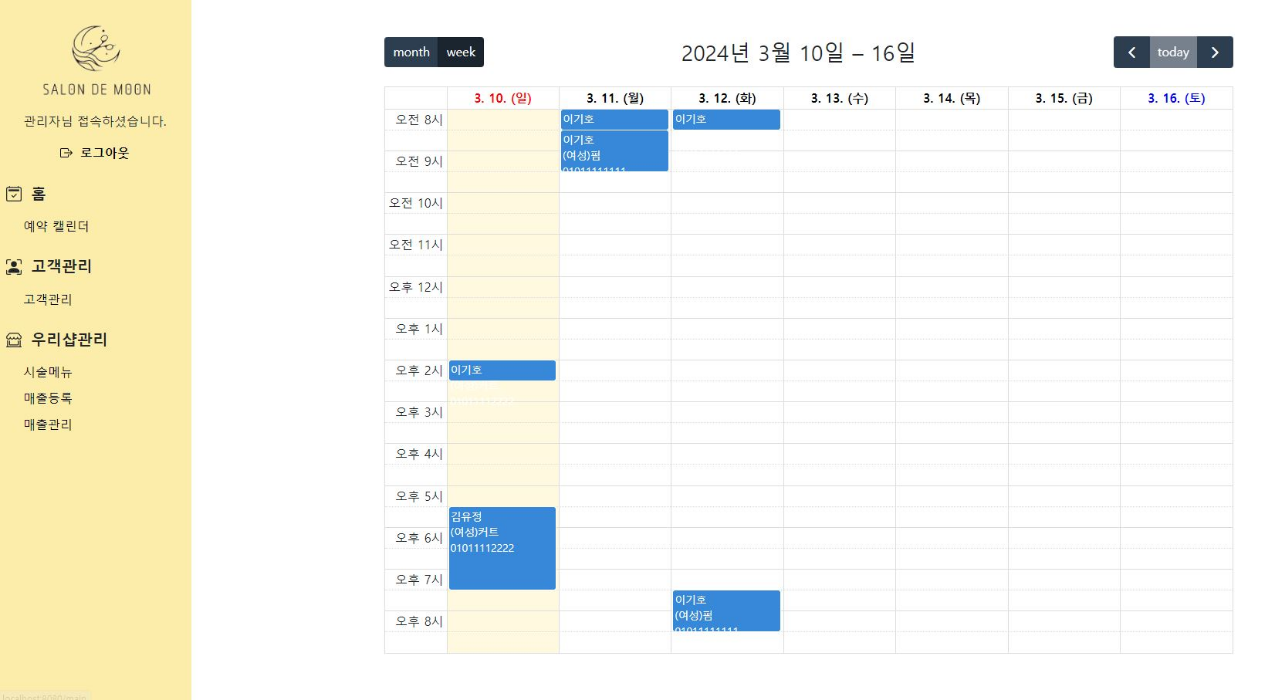 SALON DE MOON
관리자님 접속하셨습니다.
로그아웃
홈
예약 캘린더
고객관리
고객관리
우리샵관리
시술메뉴
매출등록
매출관리
month week
2024년 3월 10일 – 16일
today
3. 10. (일) 3. 11. (월) 3. 12. (화) 3. 13. (수) 3. 14. (목) 3. 15. (금) 3. 16. (토)
오전 8시
이기호
이기호
이기호
(여성)펌
01011111111
오전 9시
오전 10시
오전 11시
오후 12시
오후 1시
오후 2시
이기호
오후 3시
오후 4시
오후 5시
김유정
(여성)커트
01011112222
오후 6시
오후 7시
이기호
(여성)펌
01011111111
오후 8시
localhost:8080/main